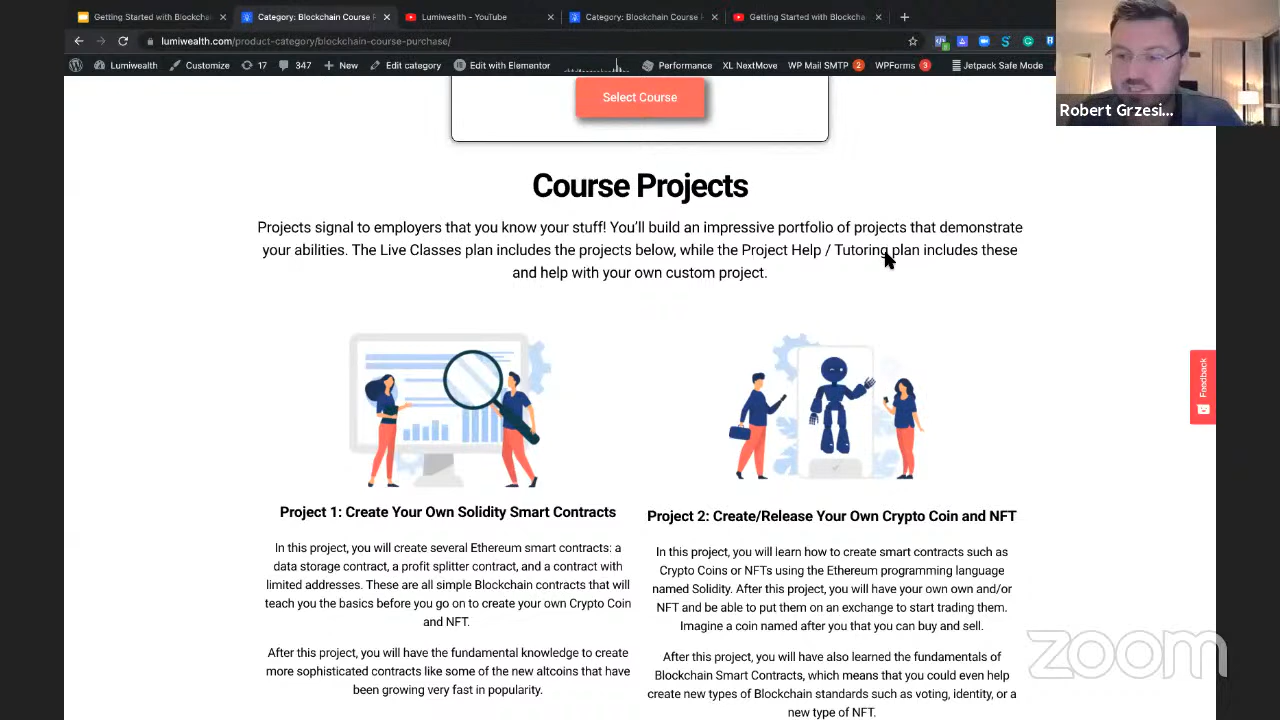 Getting Started with Blockcha
Category: Blockchain Course F
Lumiwealth - YouTube
Category: Blockchain Course F
Getting Started with Blockcha
lumiwealth.com/product-category/blockchain-course-purchase/
Lumiwealth
Customize
17
347
New
Edit category
Edit with Elementor
Performance
XL NextMove
WP Mail SMTP 2
WPForms 3
Jetpack Safe Mode
Robert Grzesi...
Select Course
Course Projects
Projects signal to employers that you know your stuff! You'll build an impressive portfolio of projects that demonstrate
your abilities. The Live Classes plan includes the projects below, while the Project Help / Tutoring plan includes these
and help with your own custom project.
Feedback
Project 1: Create Your Own Solidity Smart Contracts
In this project, you will create several Ethereum smart contracts: a
data storage contract, a profit splitter contract, and a contract with
limited addresses. These are all simple Blockchain contracts that will
teach you the basics before you go on to create your own Crypto Coin
and NFT.
After this project, you will have the fundamental knowledge to create
more sophisticated contracts like some of the new altcoins that have
been growing very fast in popularity.
Project 2: Create/Release Your Own Crypto Coin and NFT
In this project, you will learn how to create smart contracts such as
Crypto Coins or NFTs using the Ethereum programming language
named Solidity. After this project, you will have your own own and/or
NFT and be able to put them on an exchange to start trading them.
Imagine a coin named after you that you can buy and sell.
After this project, you will have also learned the fundamentals of
Blockchain Smart Contracts, which means that you could even help
create new types of Blockchain standards such as voting, identity, or a
new type of NFT.
zoom